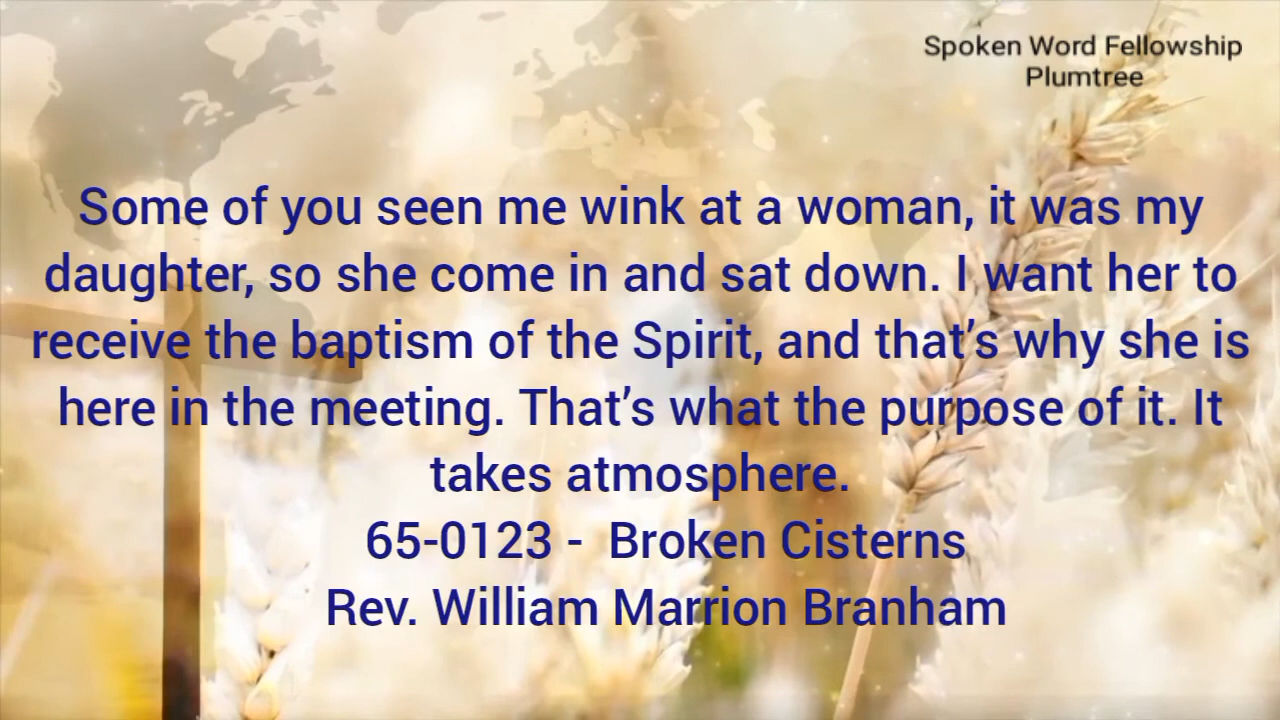 Spoken Word Fellowship
Plumtree
Some of you seen me wink at a woman, it was my
daughter, so she come in and sat down. I want her to
receive the baptism of the Spirit, and that’s why she is
here in the meeting. That’s what the purpose of it. It
takes atmosphere.
65-0123 -  Broken Cisterns
Rev. William Marrion Branham